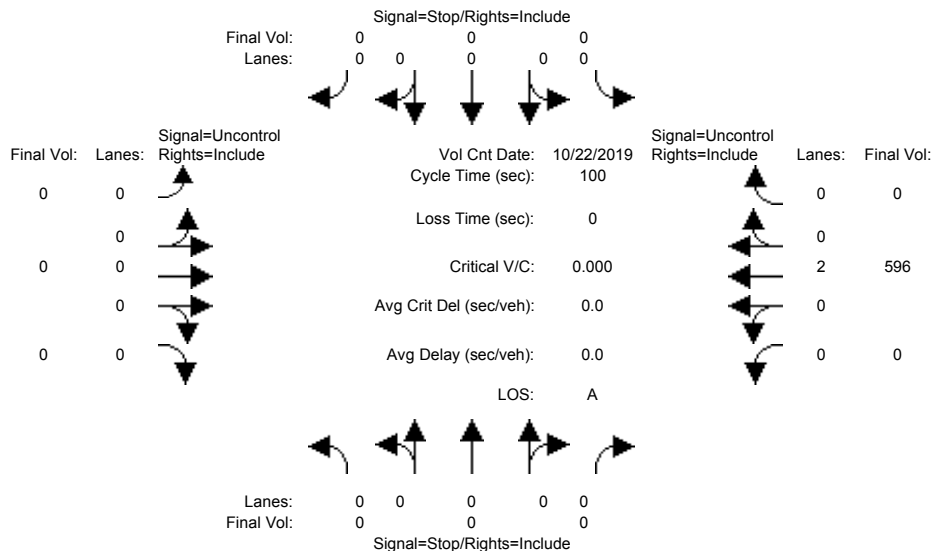 Signal=Stop/Rights=Include
Final Vol: 0 0 0
Lanes: 0 0 0 0 0
Signal=Uncontrol
Final Vol: Lanes: Rights=Include
Vol Cnt Date: 10/22/2019
Signal=Uncontrol
Rights=Include Lanes: Final Vol:
Cycle Time (sec): 100
0 0
0 0
Loss Time (sec): 0
0
0
0 0
Critical V/C: 0.000
2 596
0
Avg Crit Del (sec/veh): 0.0
0
0 0
Avg Delay (sec/veh): 0.0
0 0
LOS: A
Lanes: 0 0 0 0 0
Final Vol: 0 0 0
Signal=Stop/Rights=Include